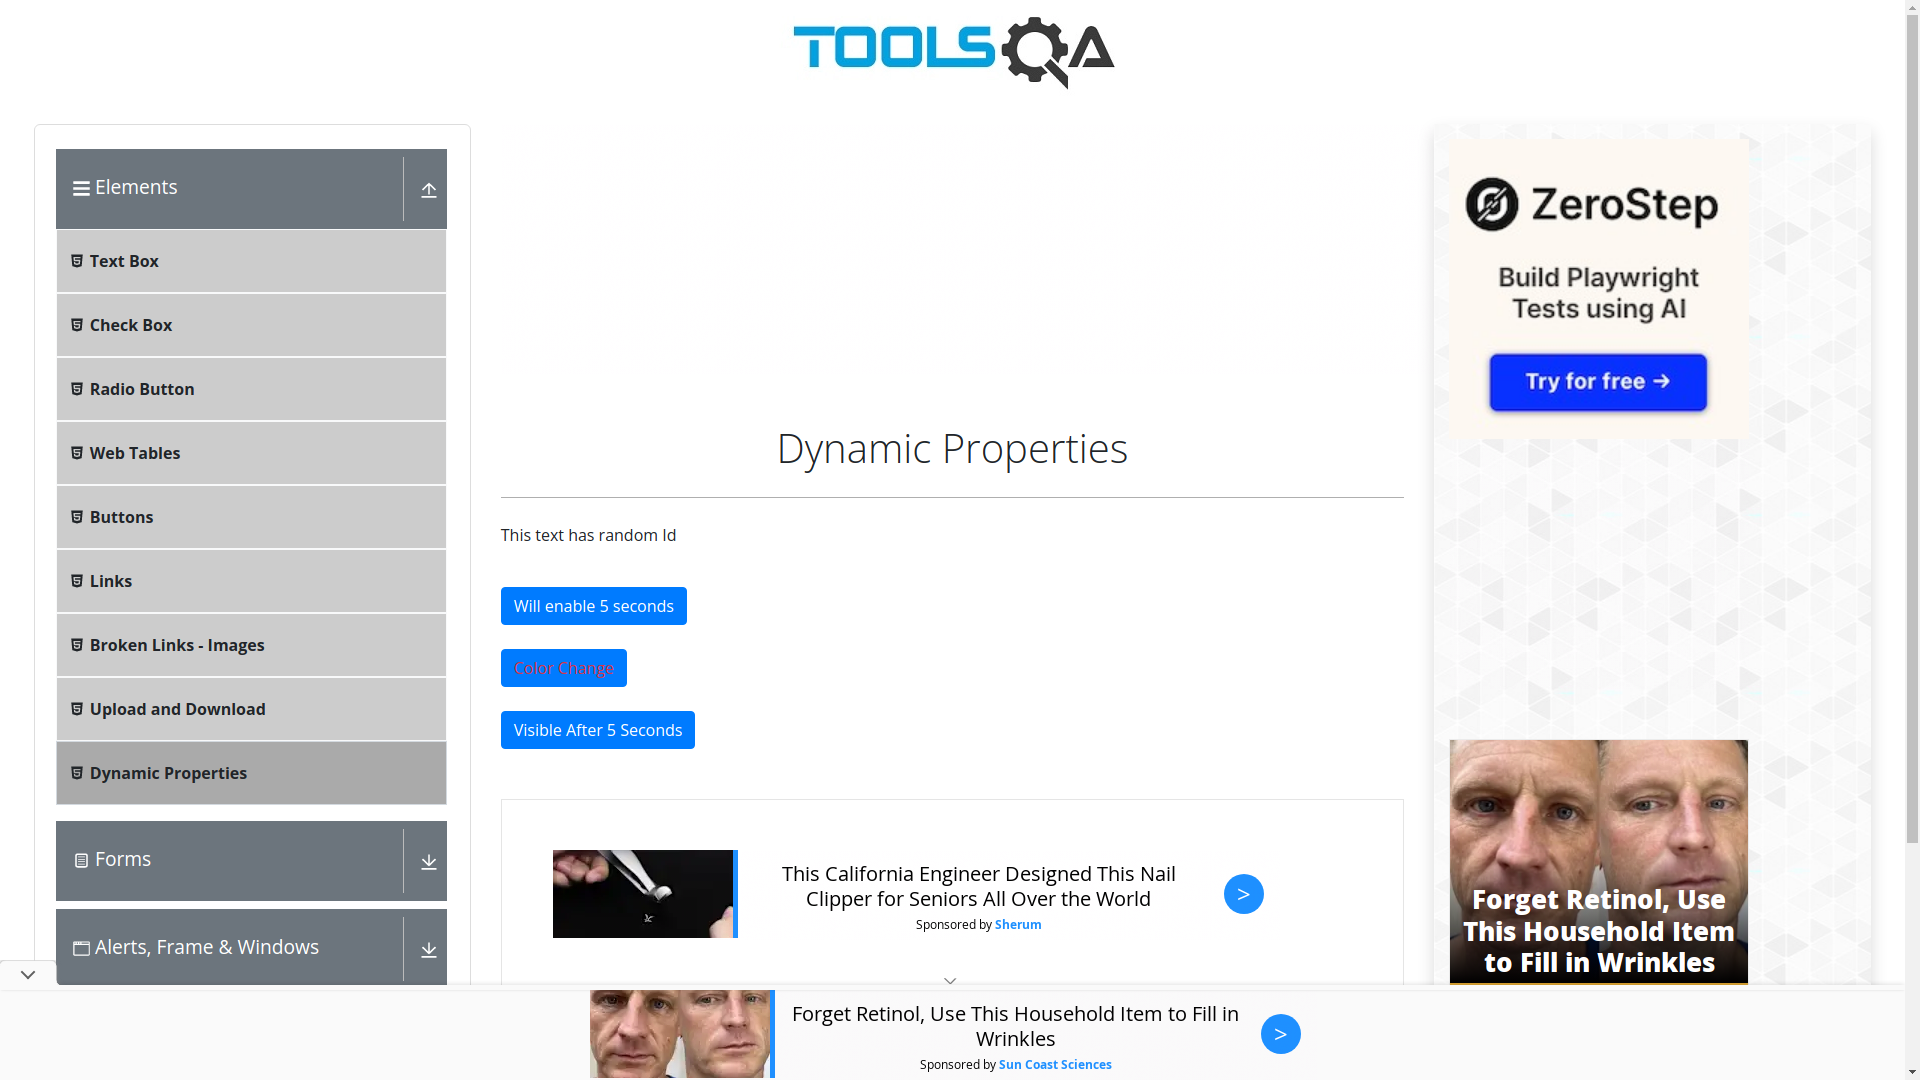 TOOLSQA
Elements
Text Box
Check Box
Radio Button
Web Tables
Buttons
Links
Broken Links - Images
Upload and Download
Dynamic Properties
Forms
Alerts, Frame & Windows
Dynamic Properties
This text has random Id
Will enable 5 seconds
Color Change
Visible After 5 Seconds
This California Engineer Designed This Nail
Clipper for Seniors All Over the World
Sponsored by Sherum
>
ZeroStep
Build Playwright
Tests using AI
Try for free →
Forget Retinol, Use
This Household Item
to Fill in Wrinkles
Forget Retinol, Use This Household Item to Fill in
Wrinkles
Sponsored by Sun Coast Sciences
>